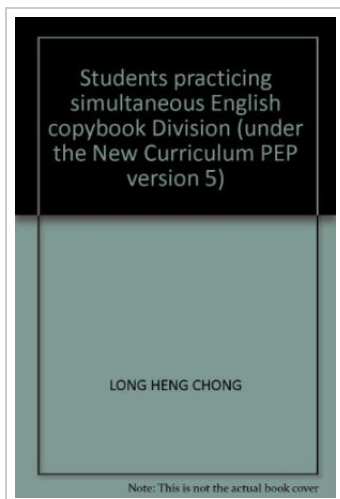 Students practicing
simultaneous English
copybook Division (under
the New Curriculum PEP
version 5)
LONG HENG CHONG
Note: This is not the actual book cover